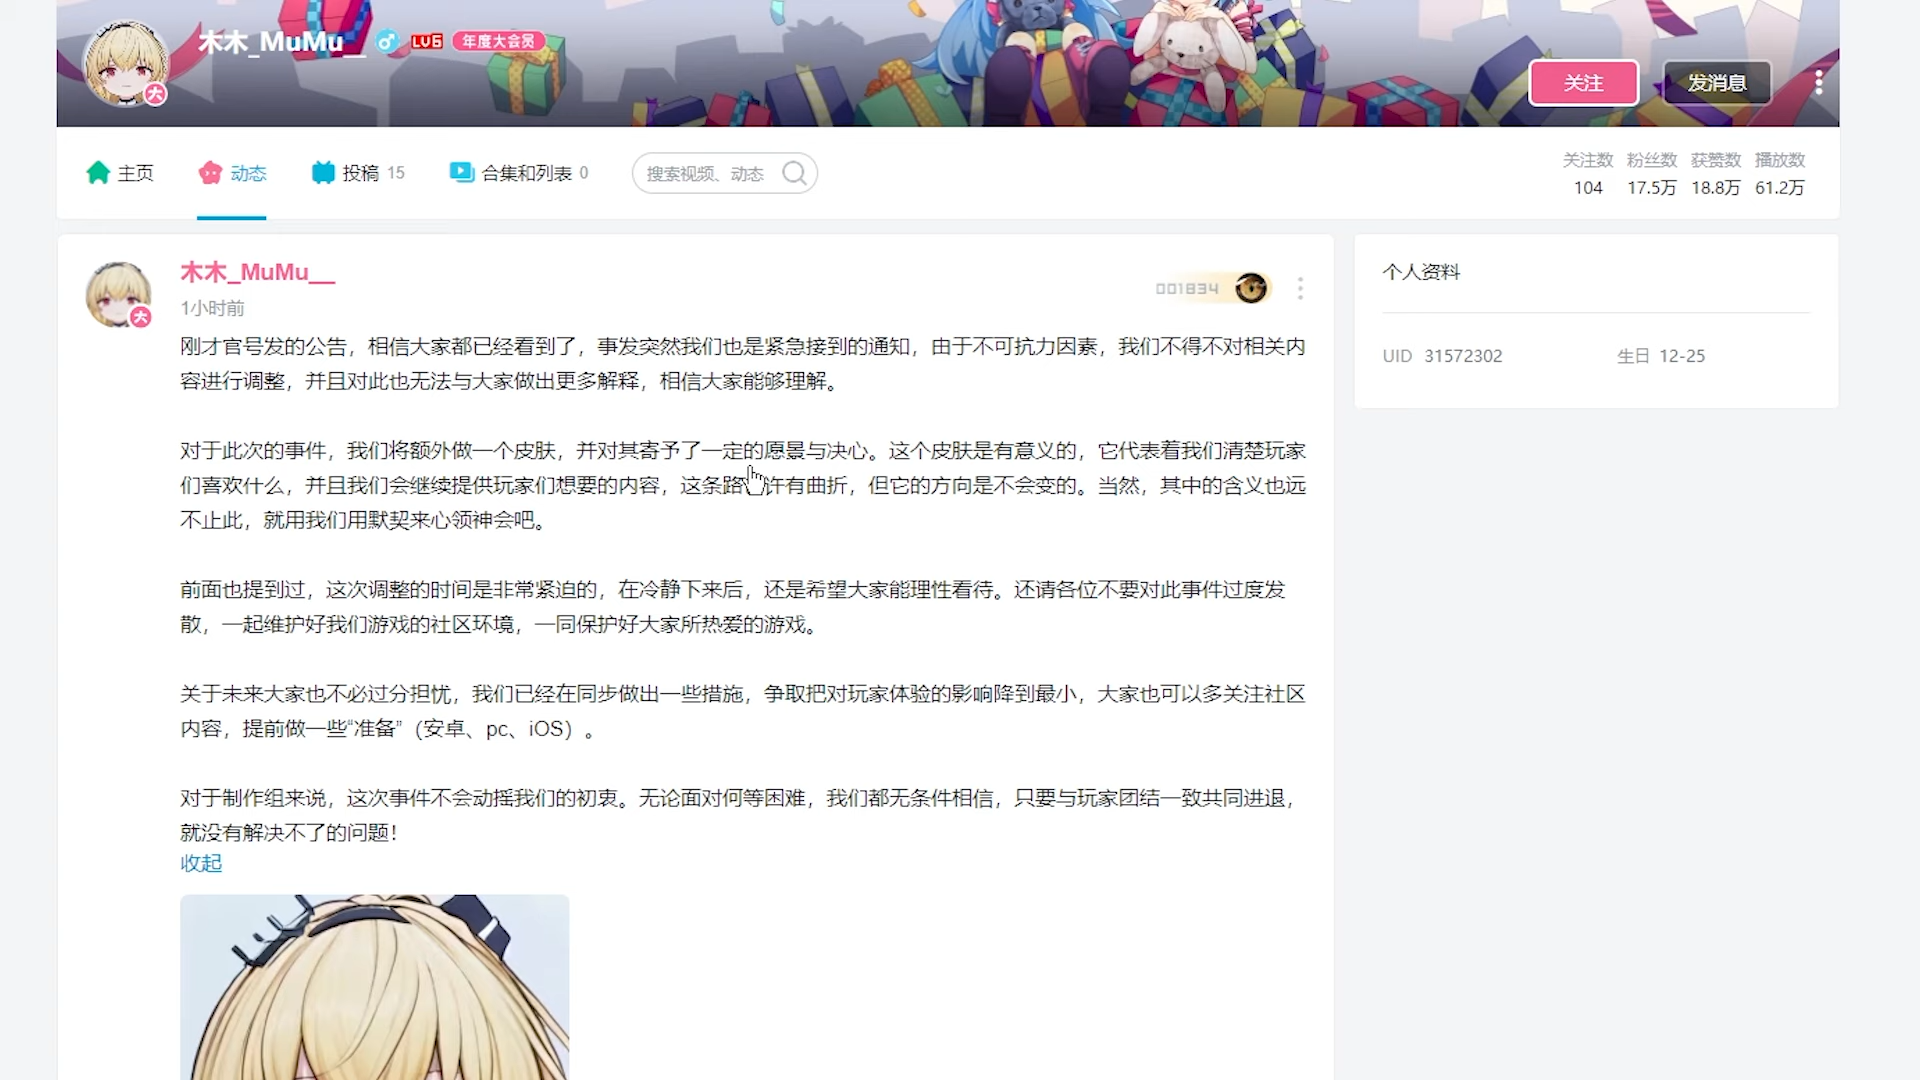 木木_MuMu__
LV6
年度大会员
大
关注
发消息
主页
动态
投稿 15
合集和列表 0
搜索视频、动态
关注数 粉丝数 获赞数 播放数
104 17.5万 18.8万 61.2万
木木_MuMu__
大
1小时前
001834
刚才官号发的公告，相信大家都已经看到了，事发突然我们也是紧急接到的通知，由于不可抗力因素，我们不得不对相关内
容进行调整，并且对此也无法与大家做出更多解释，相信大家能够理解。
对于此次的事件，我们将额外做一个皮肤，并对其寄予了一定的愿景与决心。这个皮肤是有意义的，它代表着我们清楚玩家
们喜欢什么，并且我们会继续提供玩家们想要的内容，这条路许有曲折，但它的方向是不会变的。当然，其中的含义也远
不止此，就用我们用默契来心领神会吧。
前面也提到过，这次调整的时间是非常紧迫的，在冷静下来后，还是希望大家能理性看待。还请各位不要对此事件过度发
散，一起维护好我们游戏的社区环境，一同保护好大家所热爱的游戏。
关于未来大家也不必过分担忧，我们已经在同步做出一些措施，争取把对玩家体验的影响降到最小，大家也可以多关注社区
内容，提前做一些“准备”（安卓、pc、iOS）。
对于制作组来说，这次事件不会动摇我们的初衷。无论面对何等困难，我们都无条件相信，只要与玩家团结一致共同进退，
就没有解决不了的问题！
收起
个人资料
UID 31572302
生日 12-25